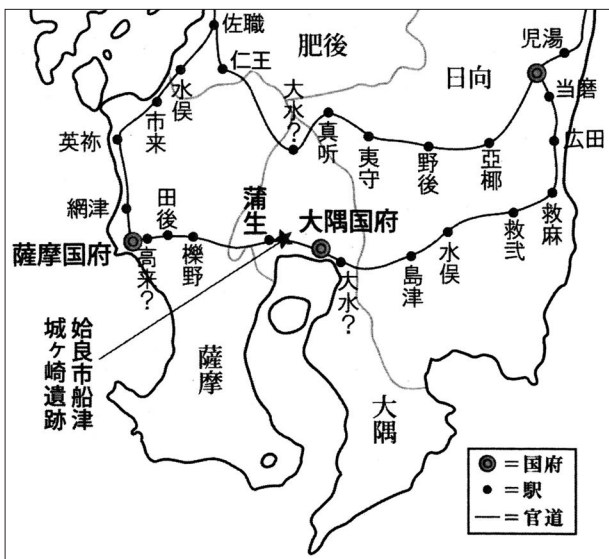 佐職
仁王
肥後
児湯
日向
当磨
水俣
大水？
真斫
広田
市来
英祢
夷守
野後
亞椰
網津
田後
蒲生
大隅国府
救麻
救弐
水俣
薩摩国府
高来？
櫟野
大水？
島津
姶良市船津
城ヶ崎遺跡
薩摩
大隅
＝国府
＝駅
＝官道